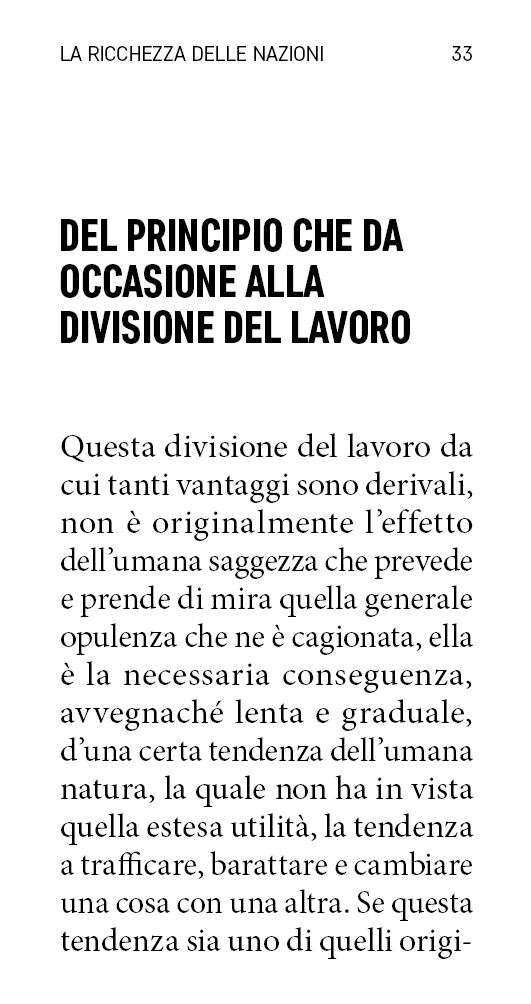 LA RICCHEZZA DELLE NAZIONI 33
DEL PRINCIPIO CHE DA
OCCASIONE ALLA
DIVISIONE DEL LAVORO
Questa divisione del lavoro da
cui tanti vantaggi sono derivali,
non è originalmente l’effetto
dell’umana saggezza che prevede
e prende di mira quella generale
opulenza che ne è cagionata, ella
è la necessaria conseguenza,
avvegnaché lenta e graduale,
d’una certa tendenza dell’umana
natura, la quale non ha in vista
quella estesa utilità, la tendenza
a trafficare, barattare e cambiare
una cosa con una altra. Se questa
tendenza sia uno di quelli origi-